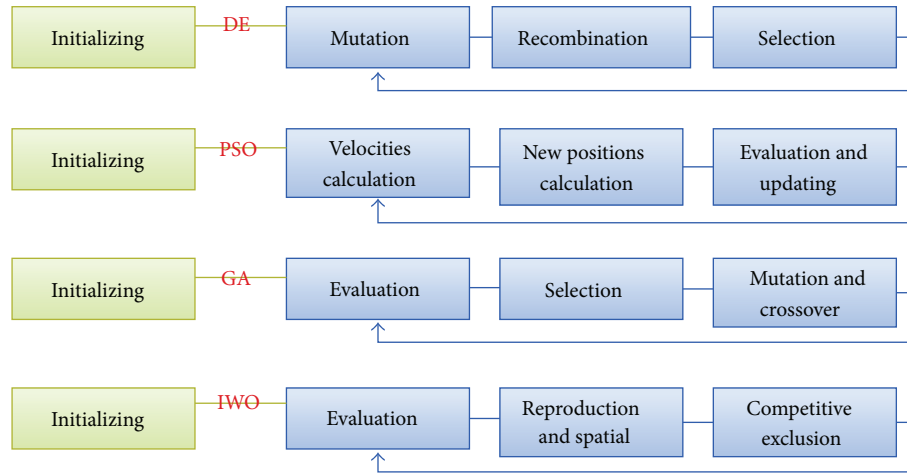 Initializing
DE
Mutation
Recombination
Selection
Initializing
PSO
Velocities
calculation
New positions
calculation
Evaluation and
updating
Initializing
GA
Evaluation
Selection
Mutation and
crossover
Initializing
IWO
Evaluation
Reproduction
and spatial
Competitive
exclusion